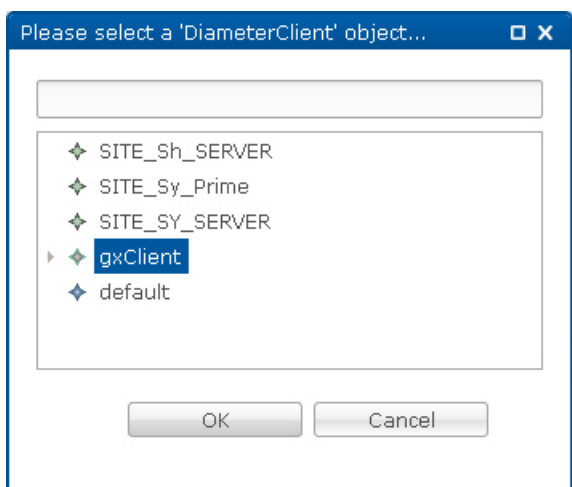 Please select a 'DiameterClient' object...
SITE_Sh_SERVER
SITE_Sy_Prime
SITE_SY_SERVER
gxClient
default
OK Cancel